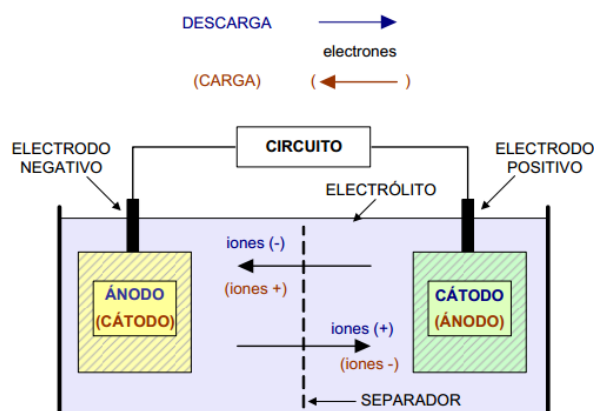 DESCARGA
electrones
(CARGA)
( )
ELECTRODO
NEGATIVO
CIRCUITO
ELECTRODO
POSITIVO
ELECTRÓLITO
iones (-)
(iones +)
ÁNODO
(CÁTODO)
CÁTODO
(ÁNODO)
iones (+)
(iones -)
SEPARADOR